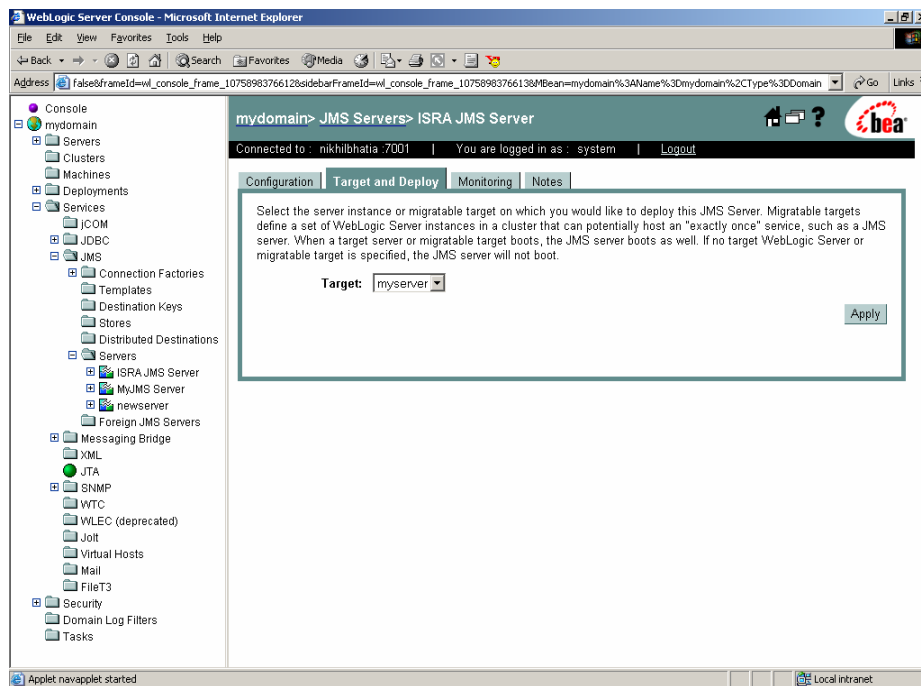 WebLogic Server Console - Microsoft Internet Explorer
File Edit View Favorites Tools Help
Back Search Favorites Media
Address false&frameId=wl_console_frame_1075898376612&sidebarFrameId=wl_console_frame_1075898376613&MBean=mydomain%3AName%3Dmydomain%2CType%3DDomain Go Links
Console
mydomain
Servers
Clusters
Machines
Deployments
Services
jCOM
JDBC
JMS
Connection Factories
Templates
Destination Keys
Stores
Distributed Destinations
Servers
ISRA JMS Server
MyJMS Server
newserver
Foreign JMS Servers
Messaging Bridge
XML
JTA
SNMP
WTC
WLEC (deprecated)
Jolt
Virtual Hosts
Mail
FileT3
Security
Domain Log Filters
Tasks
mydomain> JMS Servers> ISRA JMS Server
?
bea
Connected to : nikhilbhatia :7001 | You are logged in as : system | Logout
Configuration Target and Deploy Monitoring Notes
Select the server instance or migratable target on which you would like to deploy this JMS Server. Migratable targets
define a set of WebLogic Server instances in a cluster that can potentially host an "exactly once" service, such as a JMS
server. When a target server or migratable target boots, the JMS server boots as well. If no target WebLogic Server or
migratable target is specified, the JMS server will not boot.
Target: myserver
Apply
Applet navapplet started
Local intranet